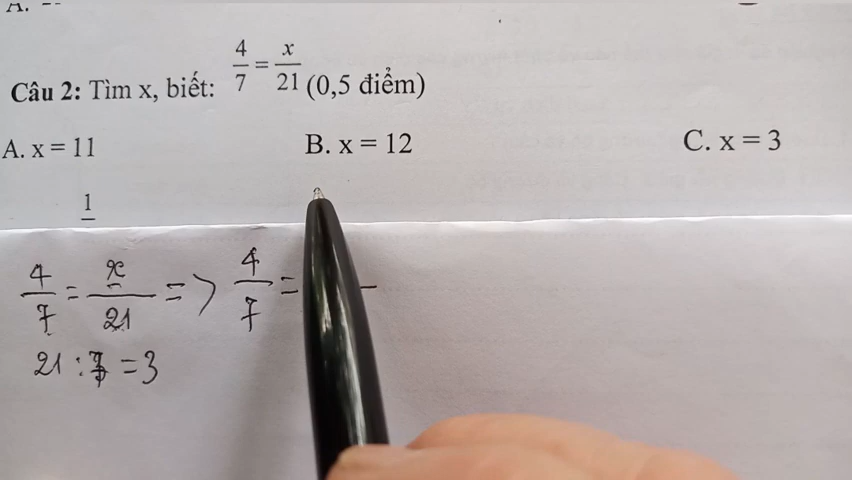 A.
Câu 2: Tìm x, biết: 4/7 = x/21 (0,5 điểm)
A. x = 11 B. x = 12 C. x = 3
1
4/7 = x/21 => 4/7 =
21 : 7 = 3